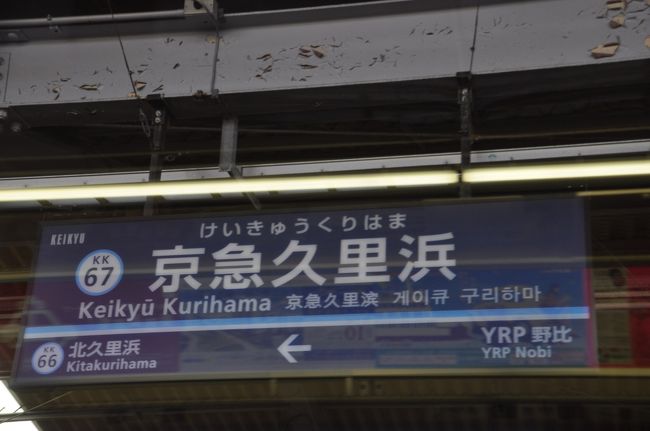 けいきゅうくりはま
KEIKYU
KK
67
京急久里浜
Keikyū Kurihama 京急久里滨 게이큐 구리하마
KK
66
北久里浜
Kitakurihama
←
YRP 野比
YRP Nobi